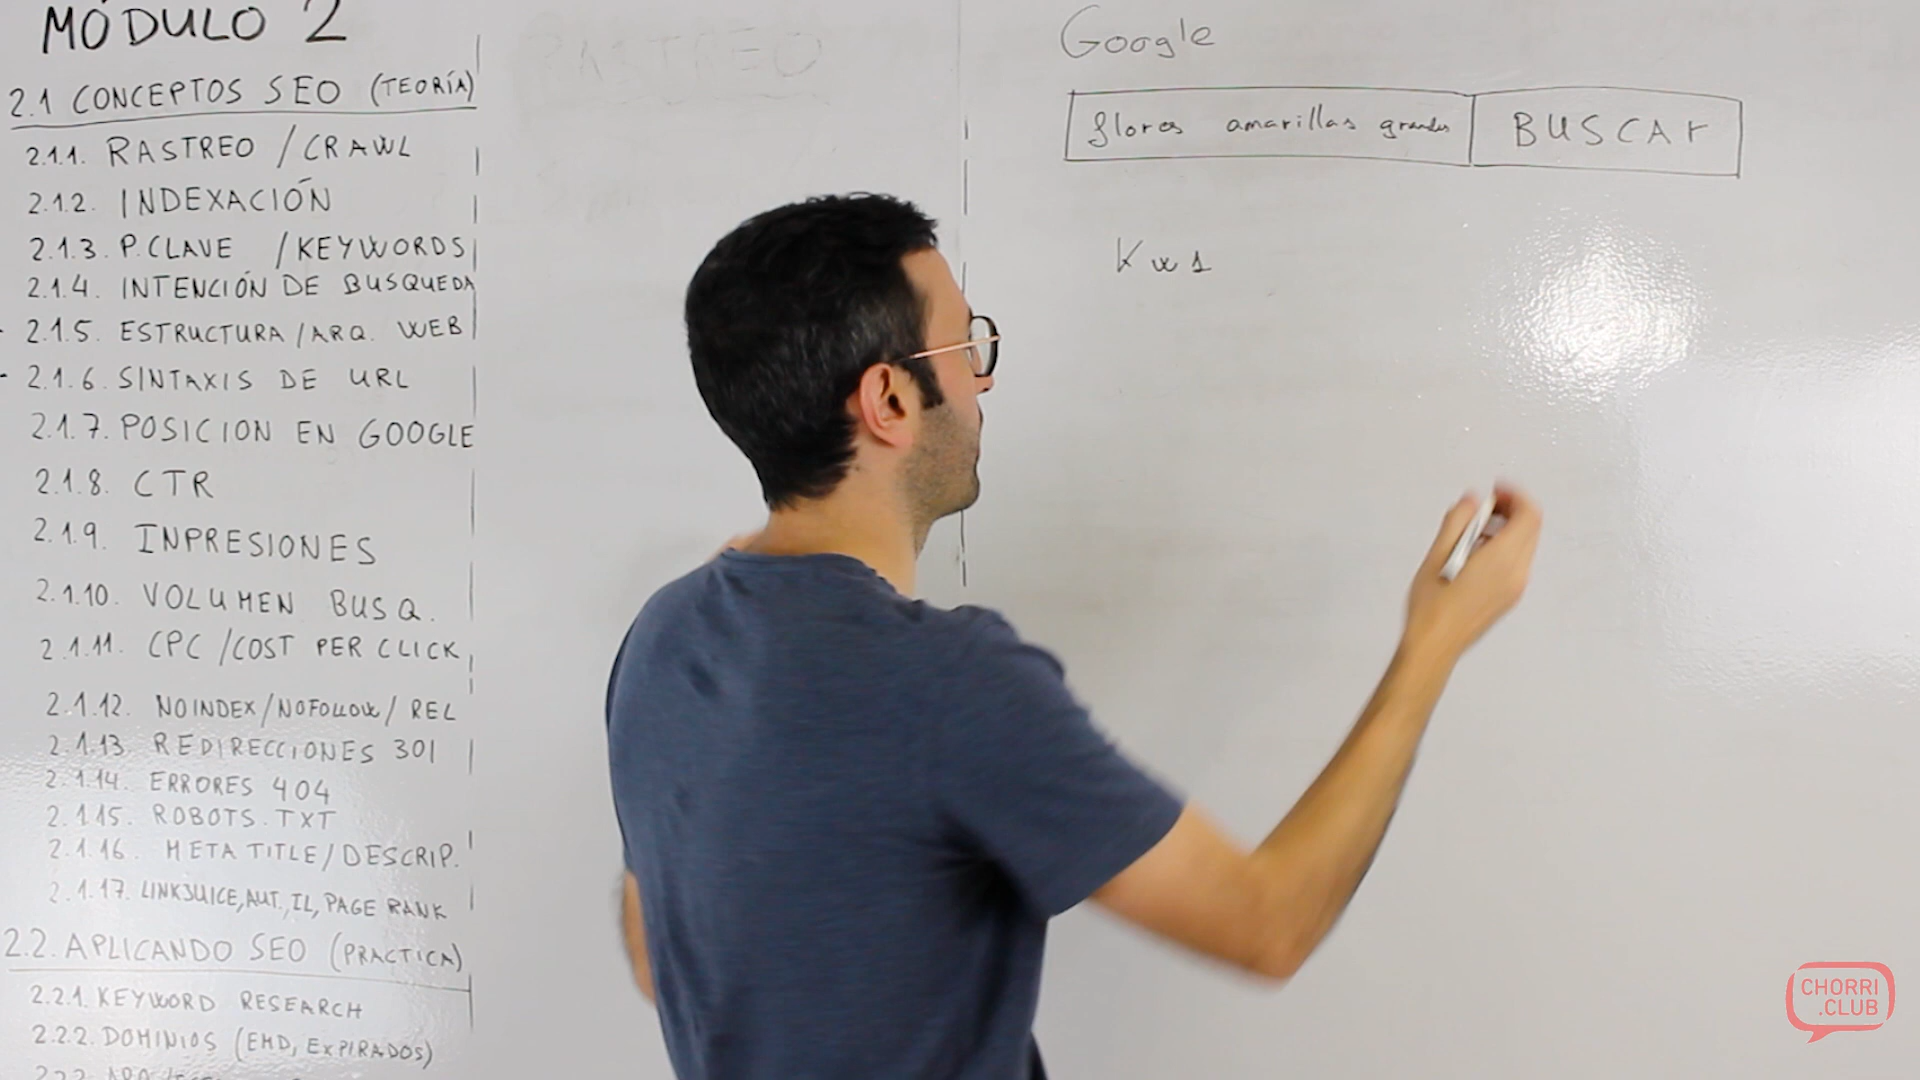 MÓDULO 2
2.1 CONCEPTOS SEO (TEORÍA)
2.1.1. RASTREO / CRAWL
2.1.2. INDEXACIÓN
2.1.3. P. CLAVE / KEYWORDS
2.1.4. INTENCIÓN DE BUSQUEDA
- 2.1.5. ESTRUCTURA / ARQ. WEB
- 2.1.6. SINTAXIS DE URL
2.1.7. POSICION EN GOOGLE
2.1.8. CTR
2.1.9. INPRESIONES
2.1.10. VOLUMEN BUSQ.
2.1.11. CPC / COST PER CLICK
2.1.12. NOINDEX / NOFOLLOW / REL
2.1.13. REDIRECCIONES 301
2.1.14. ERRORES 404
2.1.15. ROBOTS.TXT
2.1.16. META TITLE / DESCRIP.
2.1.17. LINKJUICE, AUT., IL, PAGE RANK
2.2. APLICANDO SEO (PRACTICA)
2.2.1. KEYWORD RESEARCH
2.2.2. DOMINIOS (EMD, EXPIRADOS)
RASTREO
Google
flores amarillas grandes
BUSCAr
Kw1
CHORRI
.CLUB